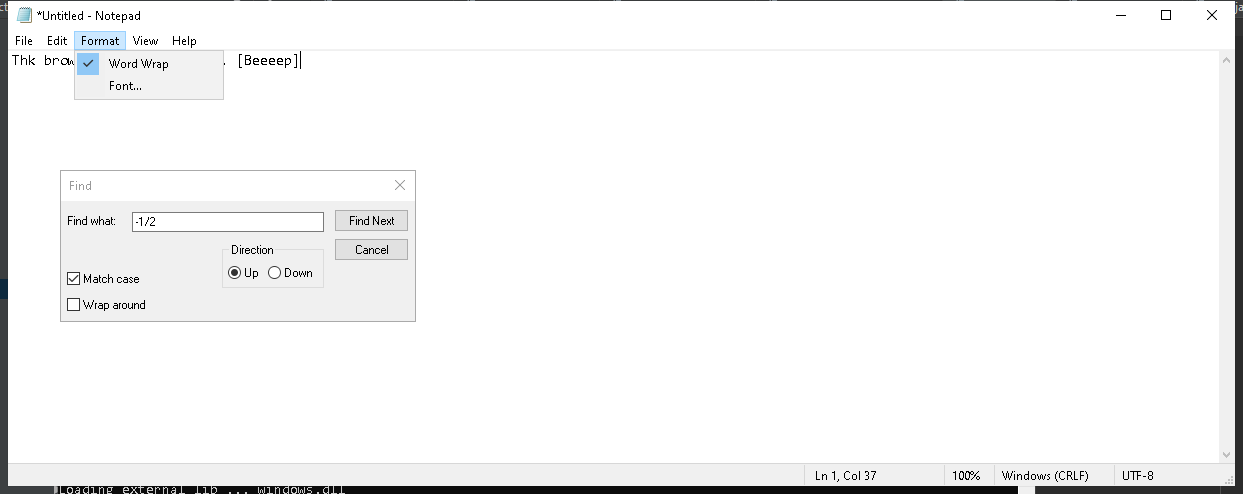 *Untitled - Notepad
File Edit Format View Help
Thk brow . [Beeeep]
Word Wrap
Font...
Find
Find what: -1/2 Find Next
Direction Cancel
Up Down
Match case
Wrap around
Ln 1, Col 37 100% Windows (CRLF) UTF-8
Loading external lib ... windows.dll